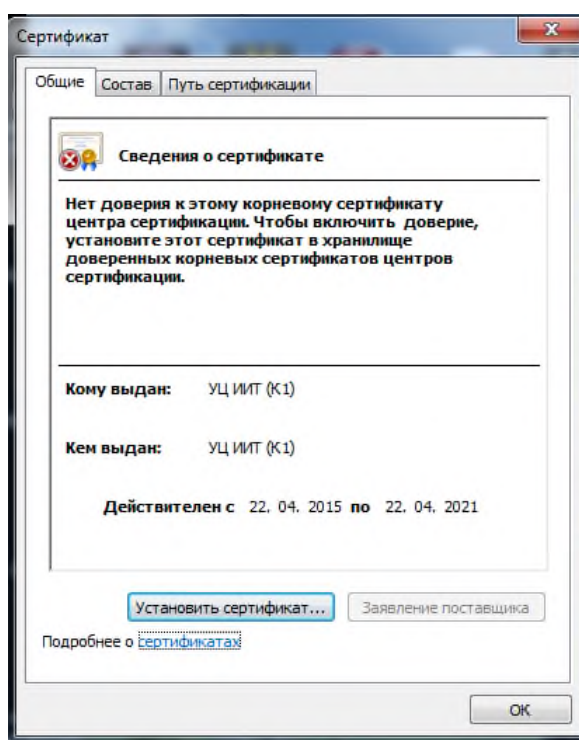 Сертификат
Общие Состав Путь сертификации
Сведения о сертификате
Нет доверия к этому корневому сертификату
центра сертификации. Чтобы включить доверие,
установите этот сертификат в хранилище
доверенных корневых сертификатов центров
сертификации.
Кому выдан: УЦ ИИТ (К1)
Кем выдан: УЦ ИИТ (К1)
Действителен с 22. 04. 2015 по 22. 04. 2021
Установить сертификат... Заявление поставщика
Подробнее о сертификатах
ОК